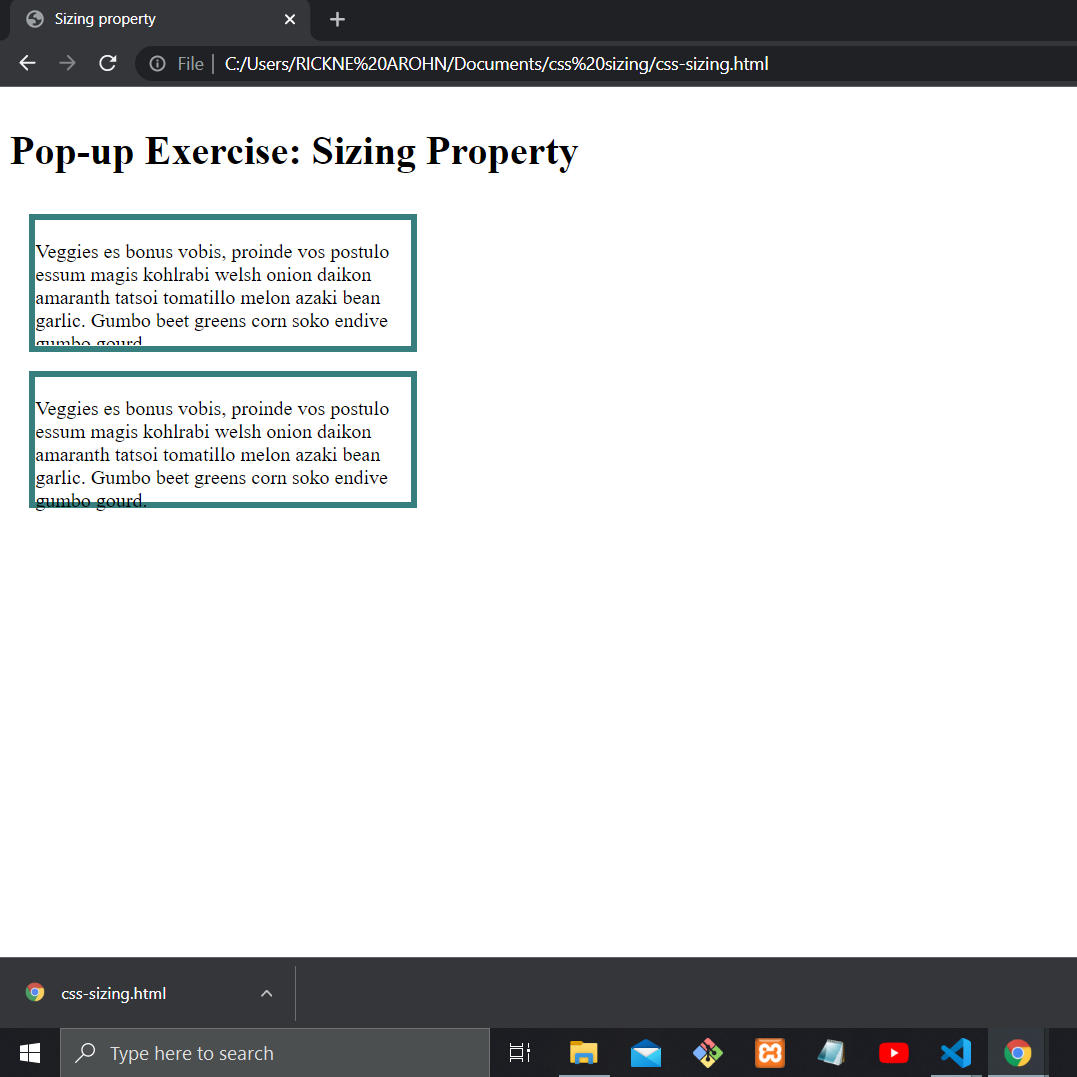 Sizing property
File | C:/Users/RICKNE%20AROHN/Documents/css%20sizing/css-sizing.html
Pop-up Exercise: Sizing Property
Veggies es bonus vobis, proinde vos postulo
essum magis kohlrabi welsh onion daikon
amaranth tatsoi tomatillo melon azaki bean
garlic. Gumbo beet greens corn soko endive
gumbo gourd.
Veggies es bonus vobis, proinde vos postulo
essum magis kohlrabi welsh onion daikon
amaranth tatsoi tomatillo melon azaki bean
garlic. Gumbo beet greens corn soko endive
gumbo gourd.
css-sizing.html
Type here to search